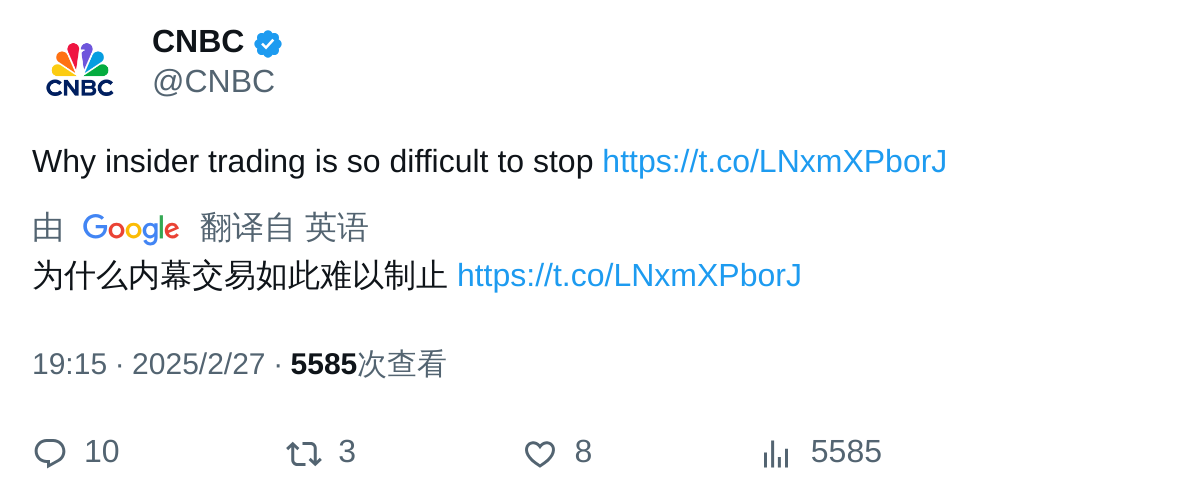 CNBC
CNBC
@CNBC
Why insider trading is so difficult to stop https://t.co/LNxmXPborJ
由 Google 翻译自 英语
为什么内幕交易如此难以制止 https://t.co/LNxmXPborJ
19:15 · 2025/2/27 · 5585次查看
10 3 8 5585